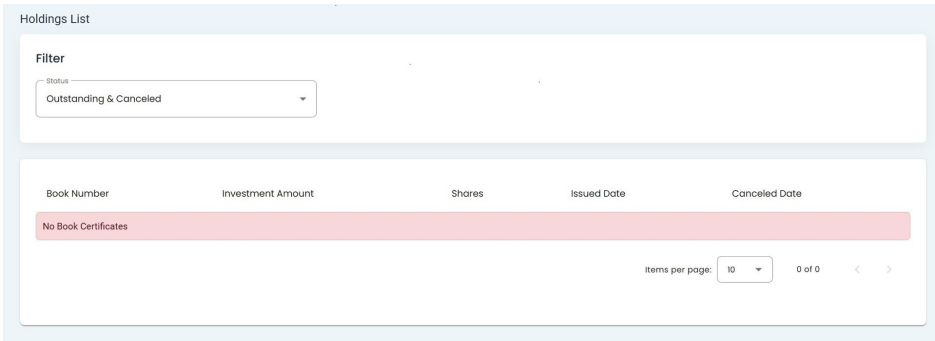 Holdings List
Filter
Status
Outstanding & Canceled
Book Number Investment Amount Shares Issued Date Canceled Date
No Book Certificates
Items per page: 10 0 of 0